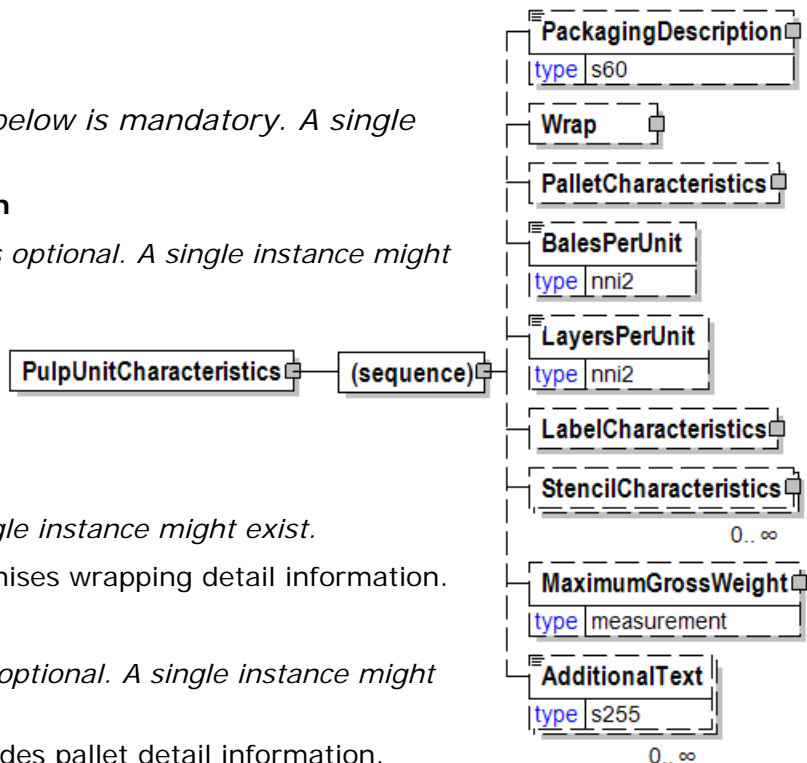 below is mandatory. A single
n
s optional. A single instance might
gle instance might exist.
nises wrapping detail information.
optional. A single instance might
des pallet detail information.
PulpUnitCharacteristics
(sequence)
PackagingDescription
type s60
Wrap
PalletCharacteristics
BalesPerUnit
type nni2
LayersPerUnit
type nni2
LabelCharacteristics
StencilCharacteristics
0.. ∞
MaximumGrossWeight
type measurement
AdditionalText
type s255
0.. ∞